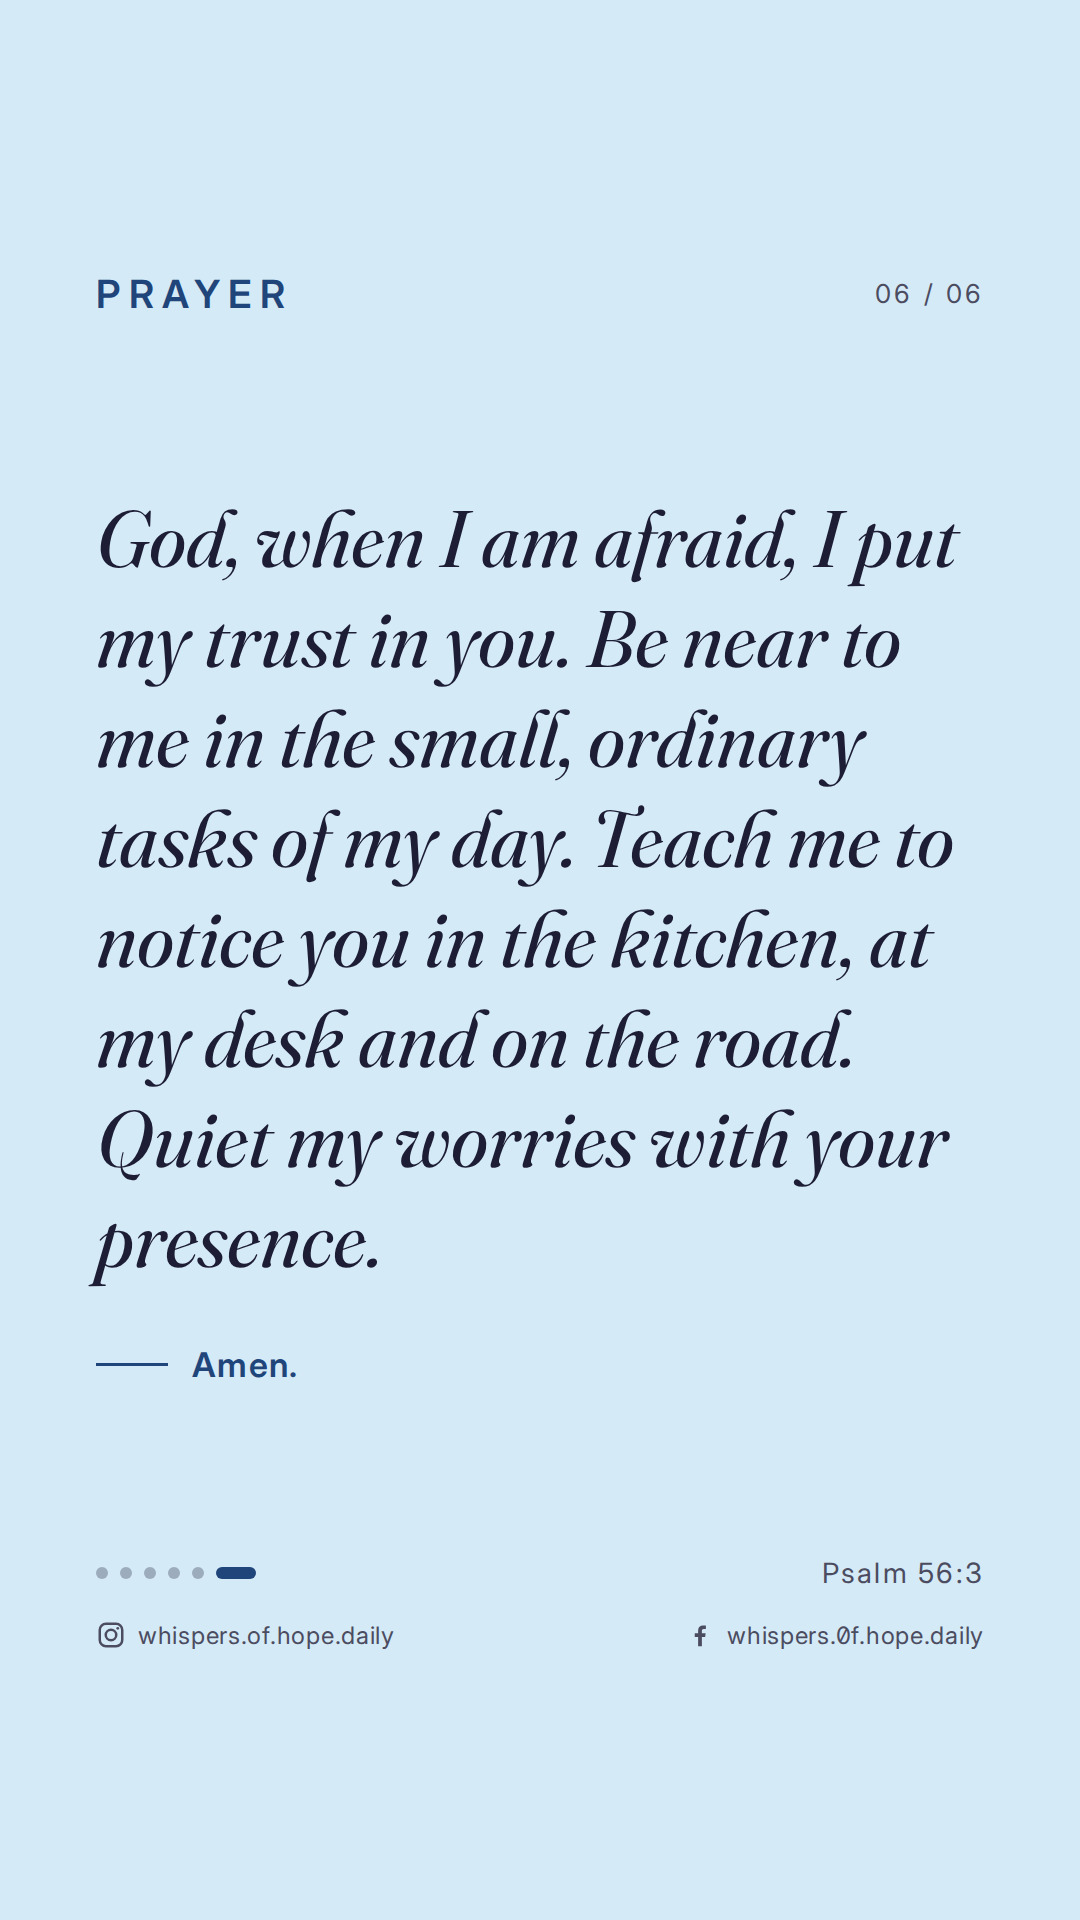 PRAYER
06 / 06
God, when I am afraid, I put
my trust in you. Be near to
me in the small, ordinary
tasks of my day. Teach me to
notice you in the kitchen, at
my desk and on the road.
Quiet my worries with your
presence.
Amen.
Psalm 56:3
whispers.of.hope.daily
whispers.0f.hope.daily